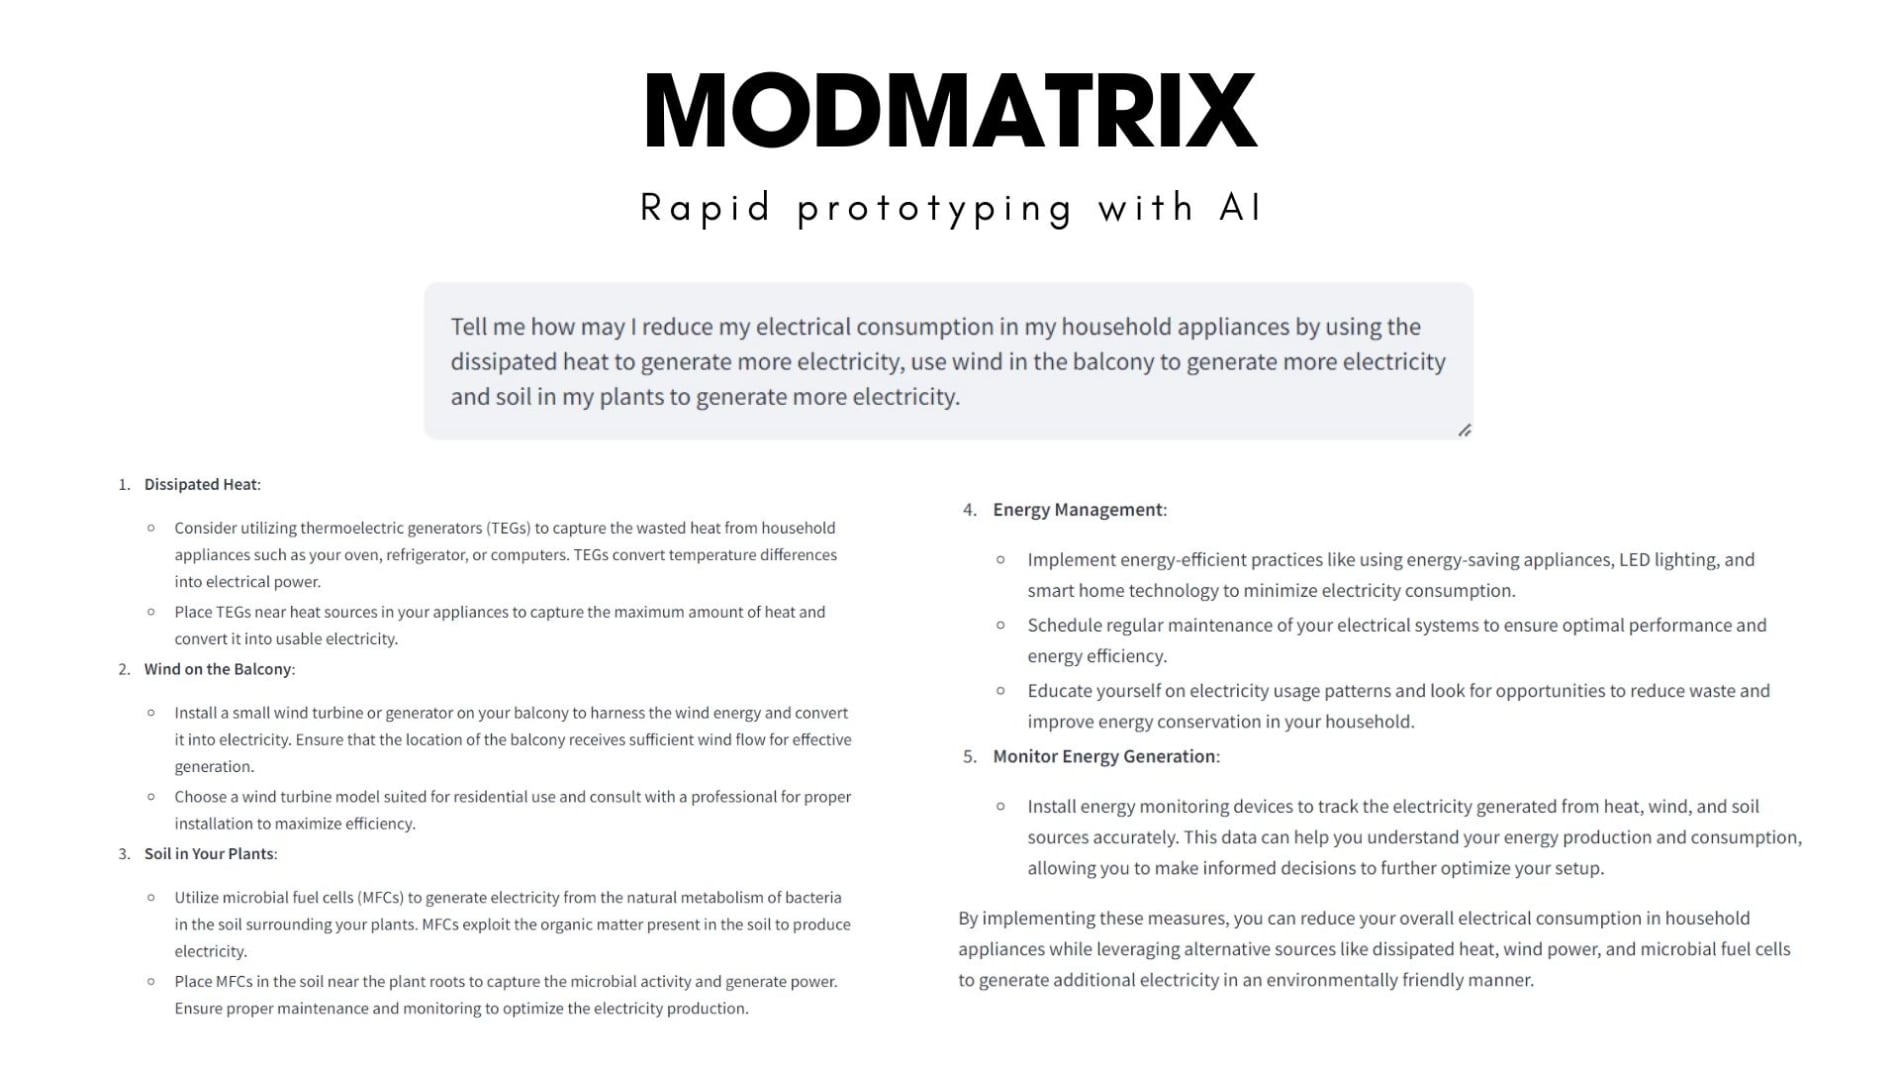 MODMATRIX
Rapid prototyping with AI
Tell me how may I reduce my electrical consumption in my household appliances by using the
dissipated heat to generate more electricity, use wind in the balcony to generate more electricity
and soil in my plants to generate more electricity.
1. Dissipated Heat:
◦ Consider utilizing thermoelectric generators (TEGs) to capture the wasted heat from household
appliances such as your oven, refrigerator, or computers. TEGs convert temperature differences
into electrical power.
◦ Place TEGs near heat sources in your appliances to capture the maximum amount of heat and
convert it into usable electricity.
2. Wind on the Balcony:
◦ Install a small wind turbine or generator on your balcony to harness the wind energy and convert
it into electricity. Ensure that the location of the balcony receives sufficient wind flow for effective
generation.
◦ Choose a wind turbine model suited for residential use and consult with a professional for proper
installation to maximize efficiency.
3. Soil in Your Plants:
◦ Utilize microbial fuel cells (MFCs) to generate electricity from the natural metabolism of bacteria
in the soil surrounding your plants. MFCs exploit the organic matter present in the soil to produce
electricity.
◦ Place MFCs in the soil near the plant roots to capture the microbial activity and generate power.
Ensure proper maintenance and monitoring to optimize the electricity production.
4. Energy Management:
◦ Implement energy-efficient practices like using energy-saving appliances, LED lighting, and
smart home technology to minimize electricity consumption.
◦ Schedule regular maintenance of your electrical systems to ensure optimal performance and
energy efficiency.
◦ Educate yourself on electricity usage patterns and look for opportunities to reduce waste and
improve energy conservation in your household.
5. Monitor Energy Generation:
◦ Install energy monitoring devices to track the electricity generated from heat, wind, and soil
sources accurately. This data can help you understand your energy production and consumption,
allowing you to make informed decisions to further optimize your setup.
By implementing these measures, you can reduce your overall electrical consumption in household
appliances while leveraging alternative sources like dissipated heat, wind power, and microbial fuel cells
to generate additional electricity in an environmentally friendly manner.